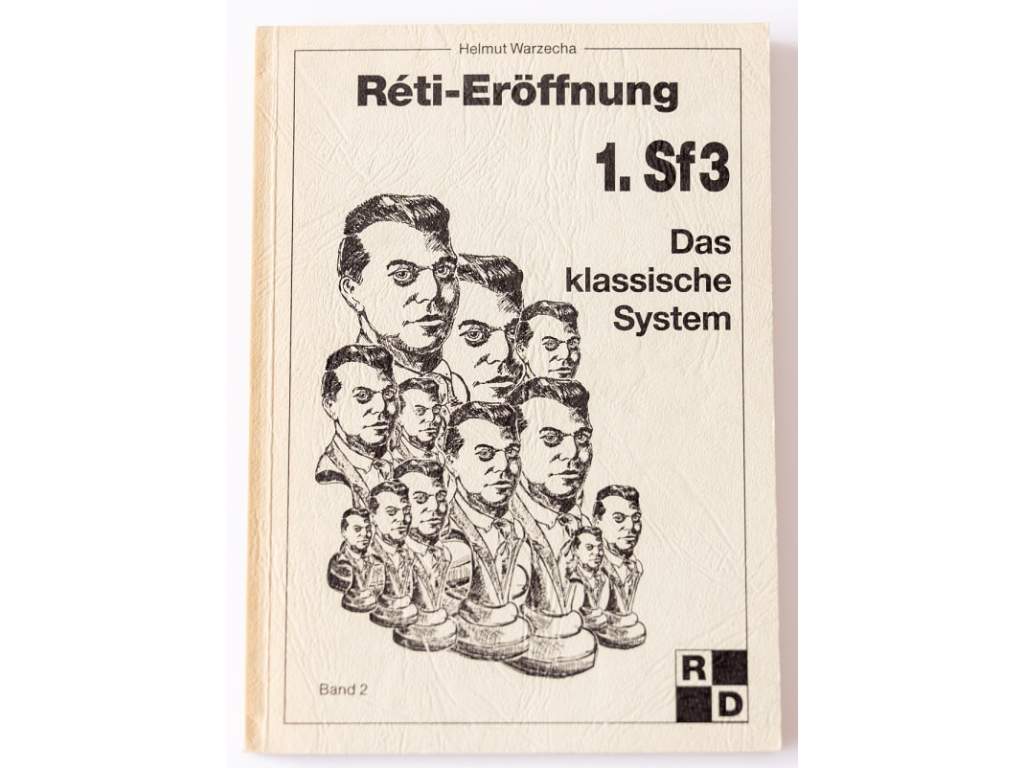 Helmut Warzecha
Réti-Eröffnung
1. Sf3
Das
klassische
System
Band 2
R
D